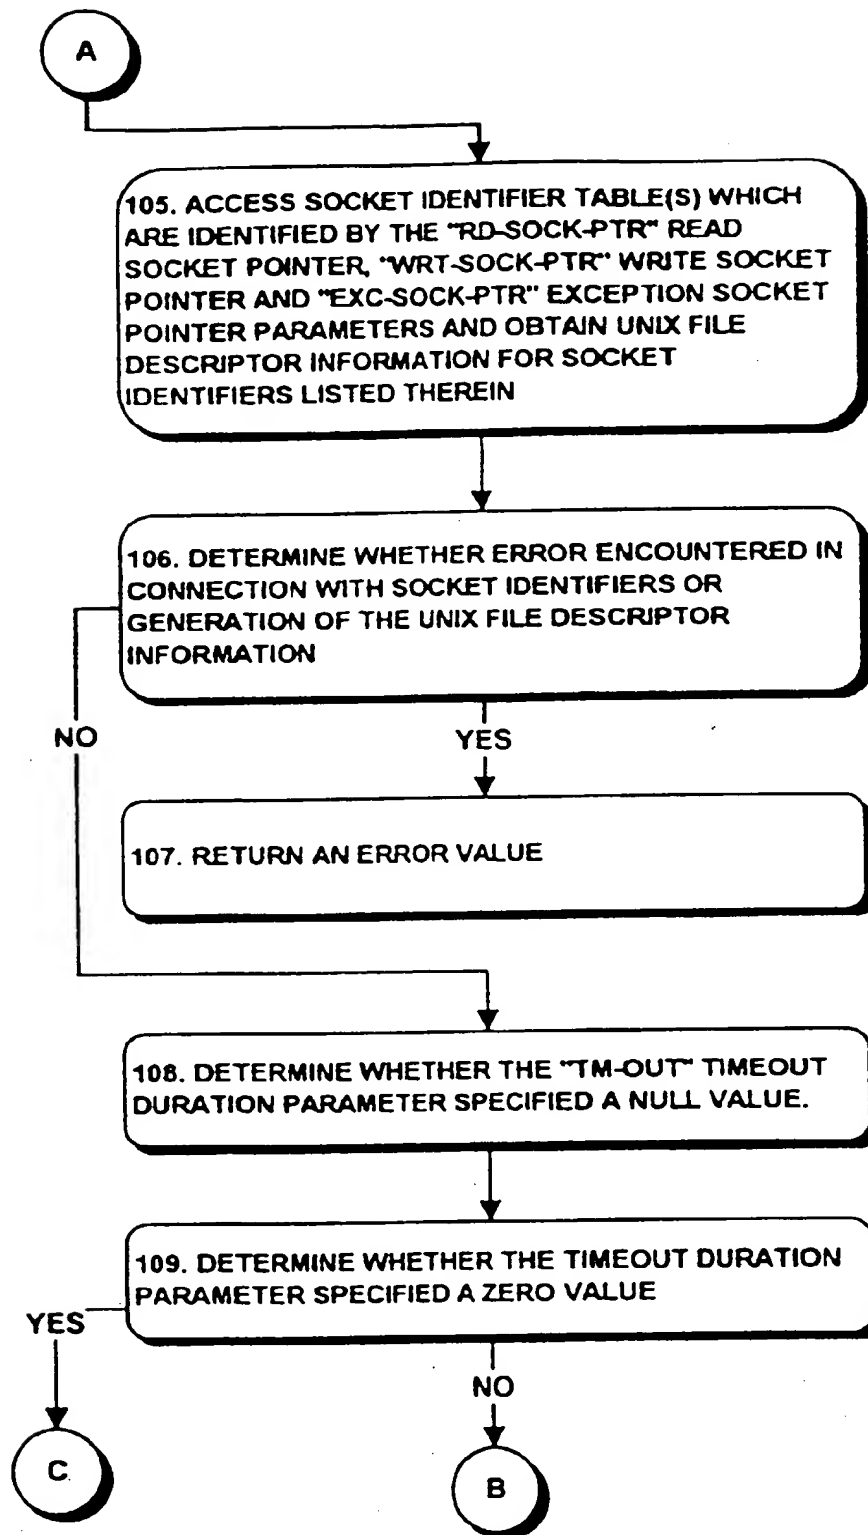 A
105. ACCESS SOCKET IDENTIFIER TABLE(S) WHICH
ARE IDENTIFIED BY THE "RD-SOCK-PTR" READ
SOCKET POINTER, "WRT-SOCK-PTR" WRITE SOCKET
POINTER AND "EXC-SOCK-PTR" EXCEPTION SOCKET
POINTER PARAMETERS AND OBTAIN UNIX FILE
DESCRIPTOR INFORMATION FOR SOCKET
IDENTIFIERS LISTED THEREIN
106. DETERMINE WHETHER ERROR ENCOUNTERED IN
CONNECTION WITH SOCKET IDENTIFIERS OR
GENERATION OF THE UNIX FILE DESCRIPTOR
INFORMATION
NO
YES
107. RETURN AN ERROR VALUE
108. DETERMINE WHETHER THE "TM-OUT" TIMEOUT
DURATION PARAMETER SPECIFIED A NULL VALUE.
109. DETERMINE WHETHER THE TIMEOUT DURATION
PARAMETER SPECIFIED A ZERO VALUE
YES
NO
C
B